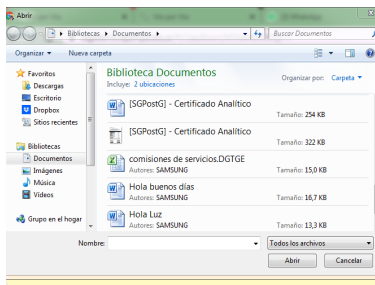 Abrir
Bibliotecas ▸ Documentos ▸
Buscar Documentos
Organizar
Nueva carpeta
Favoritos
Descargas
Escritorio
Dropbox
Sitios recientes
Bibliotecas
Documentos
Imágenes
Música
Vídeos
Grupo en el hogar
Biblioteca Documentos
Incluye: 2 ubicaciones
Organizar por: Carpeta
[SGPostG] - Certificado Analítico
Tamaño: 254 KB
[SGPostG] - Certificado Analítico
Tamaño: 322 KB
comisiones de servicios.DGTGE
Autores: SAMSUNG
Tamaño: 15,0 KB
Hola buenos días
Autores: SAMSUNG
Tamaño: 16,7 KB
Hola Luz
Autores: SAMSUNG
Tamaño: 13,3 KB
Nombre:
Todos los archivos
Abrir
Cancelar